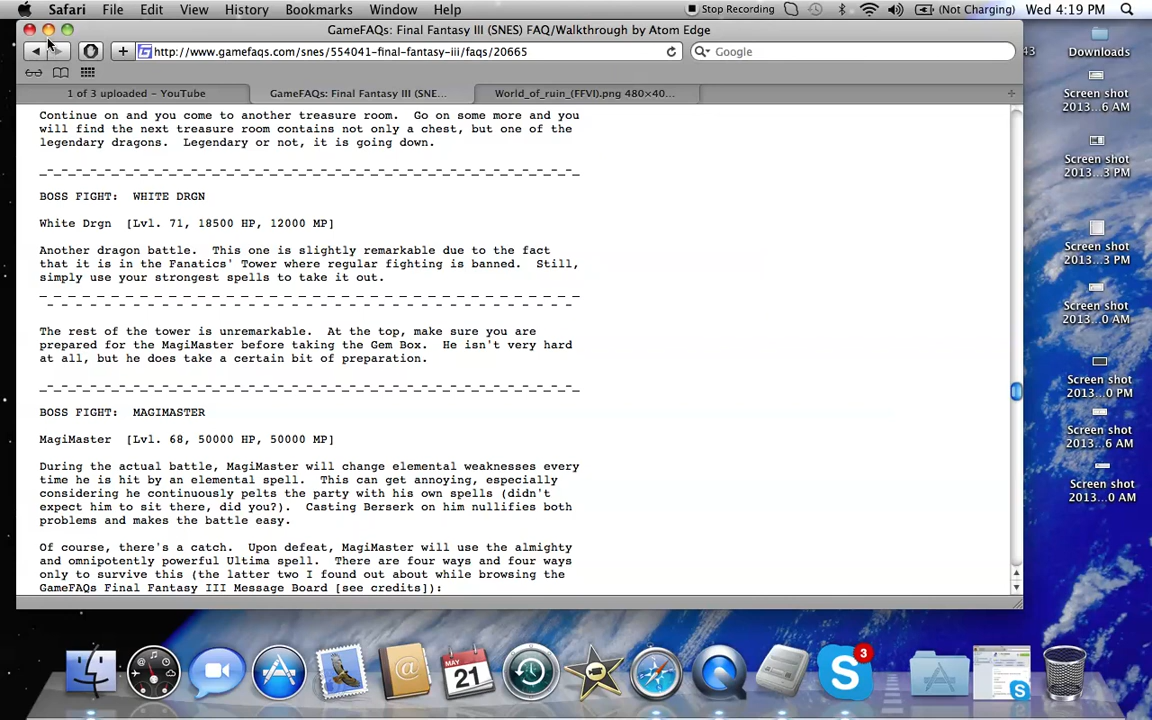 Safari File Edit View History Bookmarks Window Help Stop Recording (Not Charging) Wed 4:19 PM
GameFAQs: Final Fantasy III (SNES) FAQ/Walkthrough by Atom Edge
http://www.gamefaqs.com/snes/554041-final-fantasy-iii/faqs/20665
Google
1 of 3 uploaded – YouTube
GameFAQs: Final Fantasy III (SNE...
World_of_ruin_(FFVI).png 480×40...
Continue on and you come to another treasure room. Go on some more and you
will find the next treasure room contains not only a chest, but one of the
legendary dragons. Legendary or not, it is going down.
BOSS FIGHT: WHITE DRGN
White Drgn [Lvl. 71, 18500 HP, 12000 MP]
Another dragon battle. This one is slightly remarkable due to the fact
that it is in the Fanatics' Tower where regular fighting is banned. Still,
simply use your strongest spells to take it out.
The rest of the tower is unremarkable. At the top, make sure you are
prepared for the MagiMaster before taking the Gem Box. He isn't very hard
at all, but he does take a certain bit of preparation.
BOSS FIGHT: MAGIMASTER
MagiMaster [Lvl. 68, 50000 HP, 50000 MP]
During the actual battle, MagiMaster will change elemental weaknesses every
time he is hit by an elemental spell. This can get annoying, especially
considering he continuously pelts the party with his own spells (didn't
expect him to sit there, did you?). Casting Berserk on him nullifies both
problems and makes the battle easy.
Of course, there's a catch. Upon defeat, MagiMaster will use the almighty
and omnipotently powerful Ultima spell. There are four ways and four ways
only to survive this (the latter two I found out about while browsing the
GameFAQs Final Fantasy III Message Board [see credits]):
43
Downloads
Screen shot
2013...6 AM
Screen shot
2013...3 PM
Screen shot
2013...3 PM
Screen shot
2013...0 AM
Screen shot
2013...0 PM
Screen shot
2013...6 AM
Screen shot
2013...0 AM
MAY
21
S
3
S